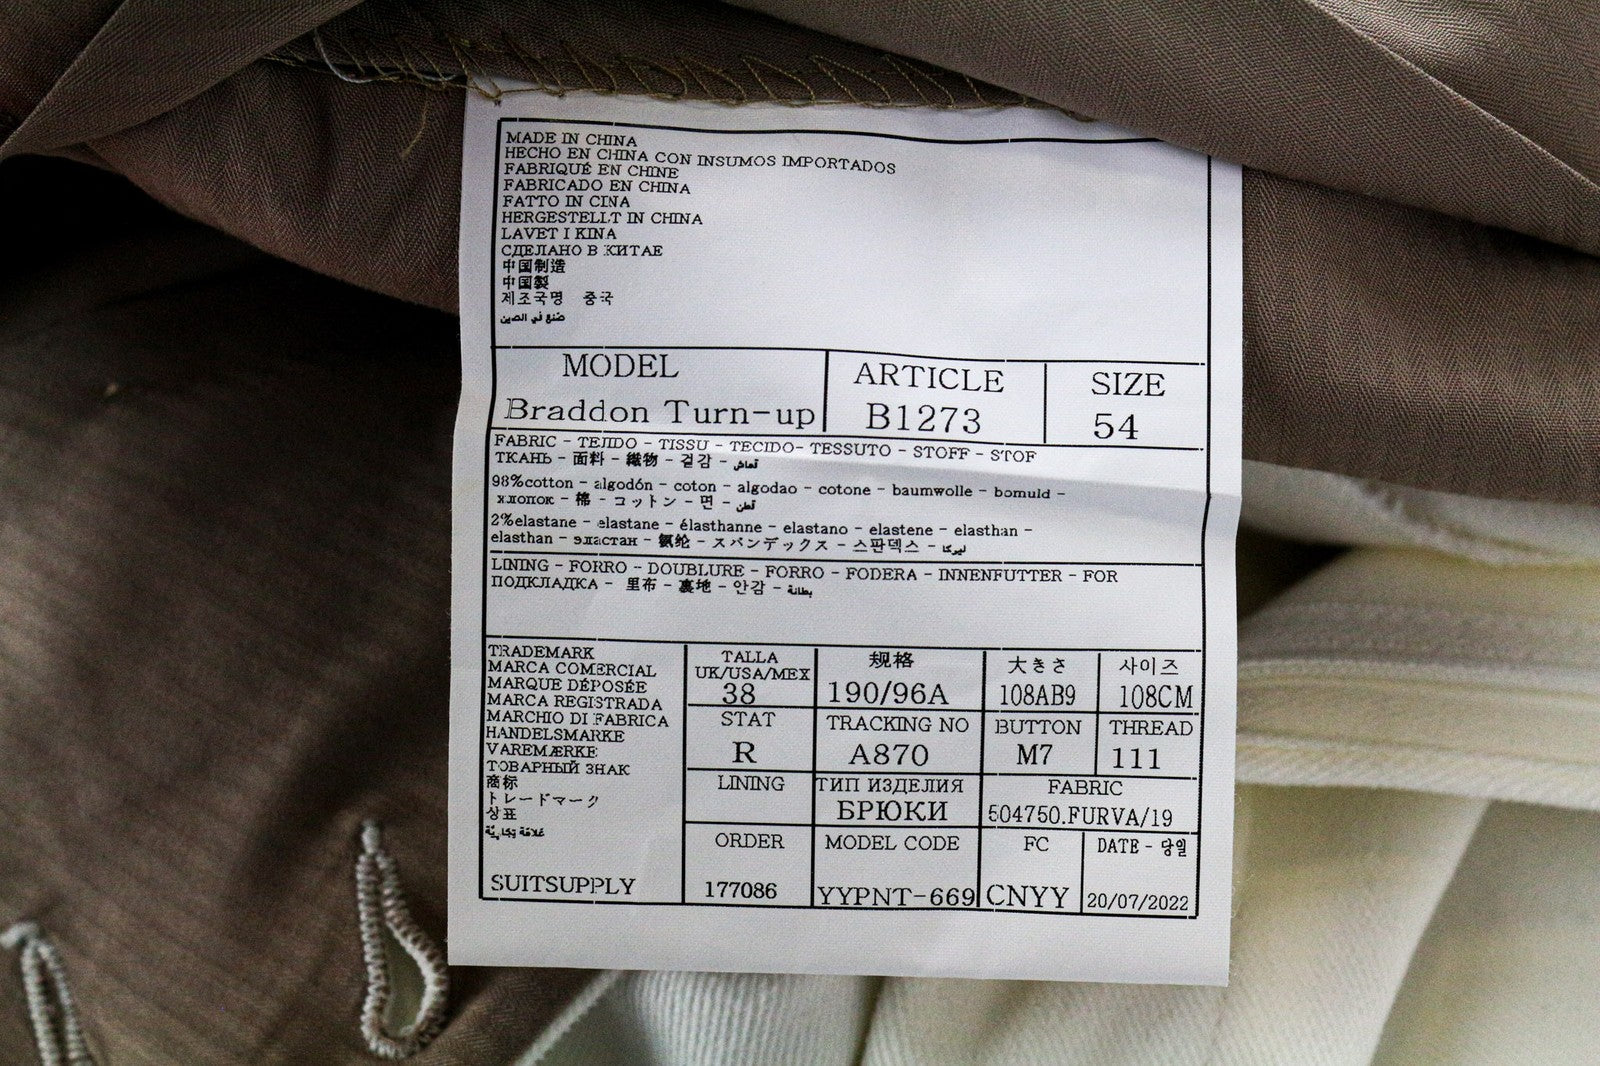 MADE IN CHINA
HECHO EN CHINA CON INSUMOS IMPORTADOS
FABRIQUÉ EN CHINE
FABRICADO EN CHINA
FATTO IN CINA
HERGESTELLT IN CHINA
LAVET I KINA
СДЕЛАНО В КИТАЕ
中国制造
中国製
제조국명 중국
صنع في الصين
MODEL
Braddon Turn-up
ARTICLE
B1273
SIZE
54
FABRIC - TEJIDO - TISSU - TECIDO- TESSUTO - STOFF - STOF
ТКАНЬ - 面料 - 織物 - 겉감 - قماش
98%cotton - algodón - coton - algodao - cotone - baumwolle - bomuld -
хлопок - 棉 - コットン - 면 - قطن
2%elastane - elastane - élasthanne - elastano - elastene - elasthan -
elasthan - эластан - 氨纶 - スパンデックス - 스판덱스 - ليركا
LINING - FORRO - DOUBLURE - FORRO - FODERA - INNENFUTTER - FOR
ПОДКЛАДКА - 里布 - 裏地 - 안감 - بطانة
TRADEMARK
MARCA COMERCIAL
MARQUE DÉPOSÉE
MARCA REGISTRADA
MARCHIO DI FABRICA
HANDELSMARKE
VAREMÆRKE
ТОВАРНЫЙ ЗНАК
商标
トレードマーク
상표
علامة
SUITSUPPLY
TALLA
UK/USA/MEX
38
规格
190/96A
大きさ
108AB9
사이즈
108CM
STAT
R
TRACKING NO
A870
BUTTON
M7
THREAD
111
LINING
ТИП ИЗДЕЛИЯ
БРЮКИ
FABRIC
504750.FURVA/19
ORDER
177086
MODEL CODE
YYPNT-669
FC
CNYY
DATE - 당일
20/07/2022